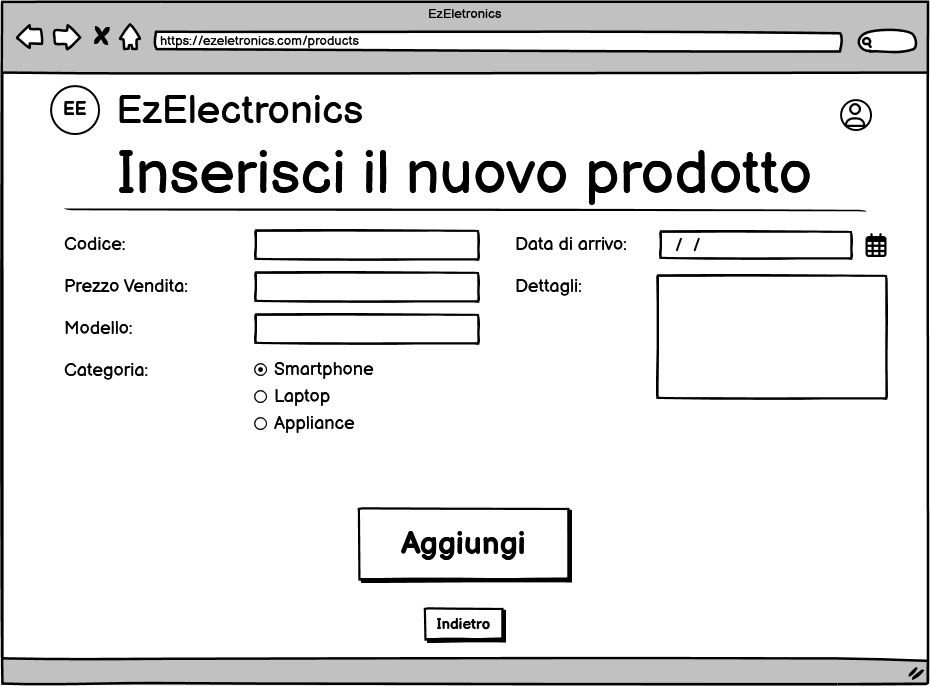 EzEletronics
https://ezeletronics.com/products
EE
EzElectronics
Inserisci il nuovo prodotto
Codice:
Prezzo Vendita:
Modello:
Categoria:
Smartphone
Laptop
Appliance
Data di arrivo:
/ /
Dettagli:
Aggiungi
Indietro